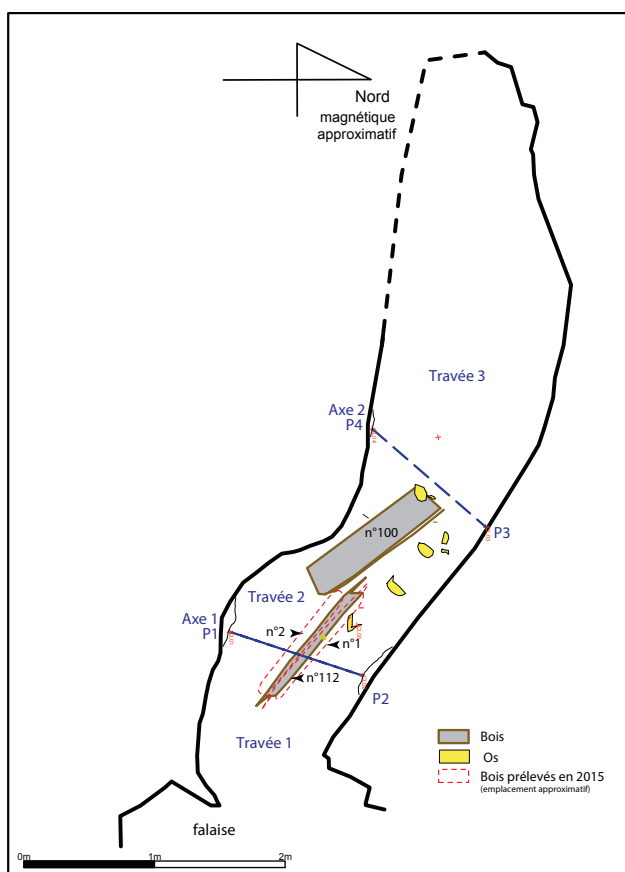 Nord
magnétique
approximatif
Travée 3
Axe 2
P4
P3
n°100
Travée 2
Axe 1
P1
n°2
n°1
n°112
P2
Travée 1
Bois
Os
Bois prélevés en 2015
(emplacement approximatif)
falaise
0m 1m 2m